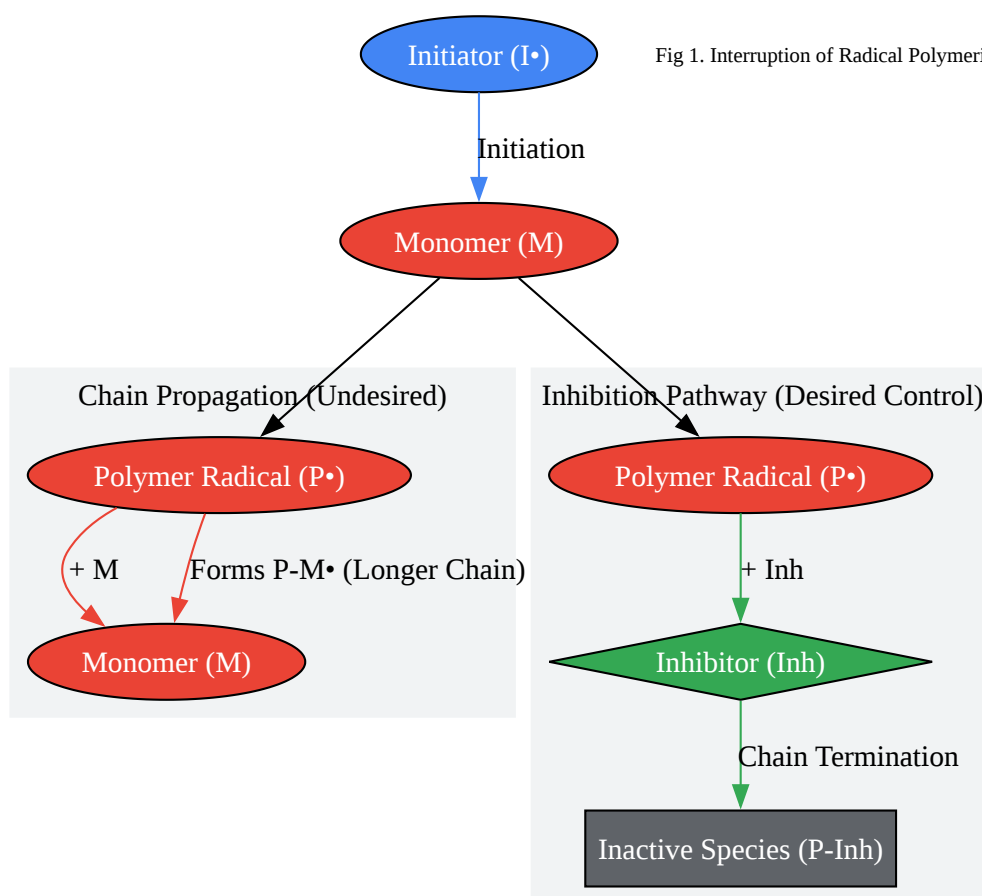 Initiator (I•)
Fig 1. Interruption of Radical Polymeri
Initiation
Monomer (M)
Chain Propagation (Undesired)
Inhibition Pathway (Desired Control)
Polymer Radical (P•)
Polymer Radical (P•)
+ M
Forms P-M• (Longer Chain)
+ Inh
Monomer (M)
Inhibitor (Inh)
Chain Termination
Inactive Species (P-Inh)